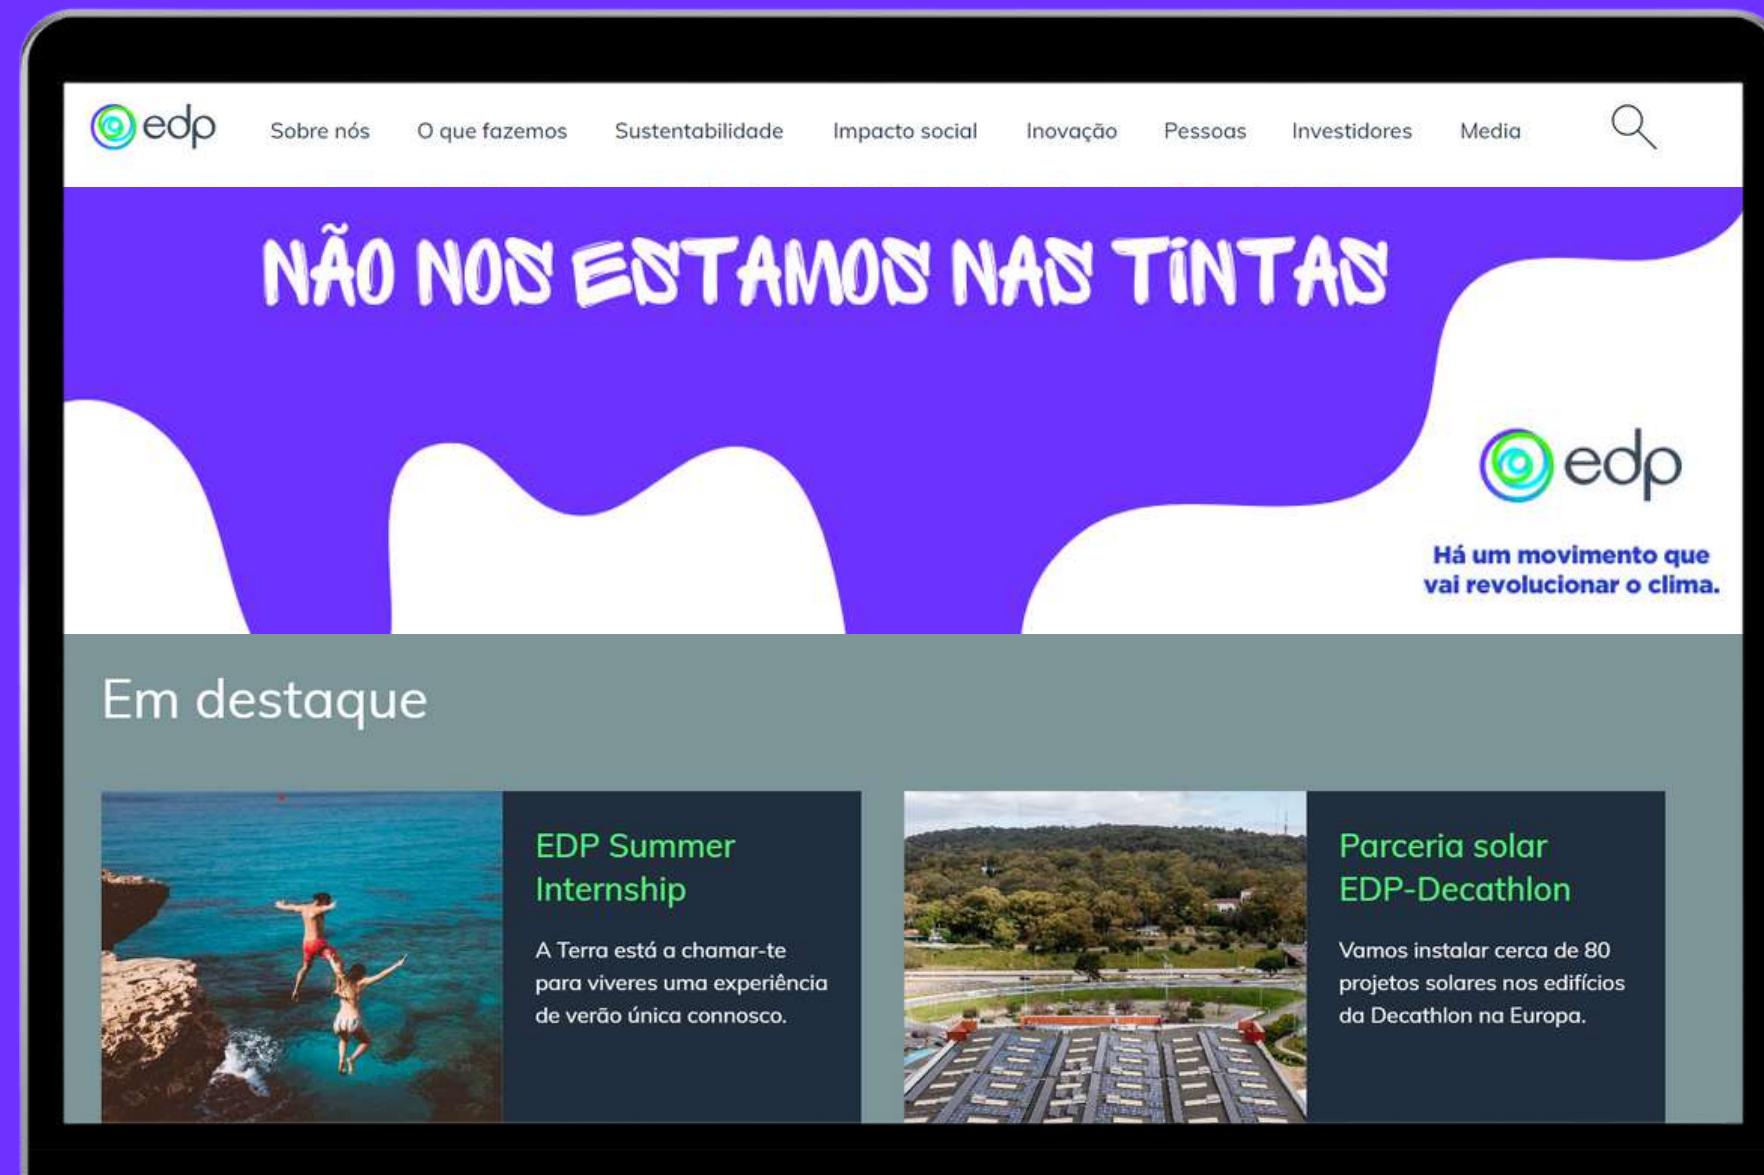 edp
Sobre nós O que fazemos Sustentabilidade Impacto social Inovação Pessoas Investidores Media
NÃO NOS ESTAMOS NAS TINTAS
edp
Há um movimento que
vai revolucionar o clima.
Em destaque
EDP Summer
Internship
A Terra está a chamar-te
para viveres uma experiência
de verão única connosco.
Parceria solar
EDP-Decathlon
Vamos instalar cerca de 80
projetos solares nos edifícios
da Decathlon na Europa.